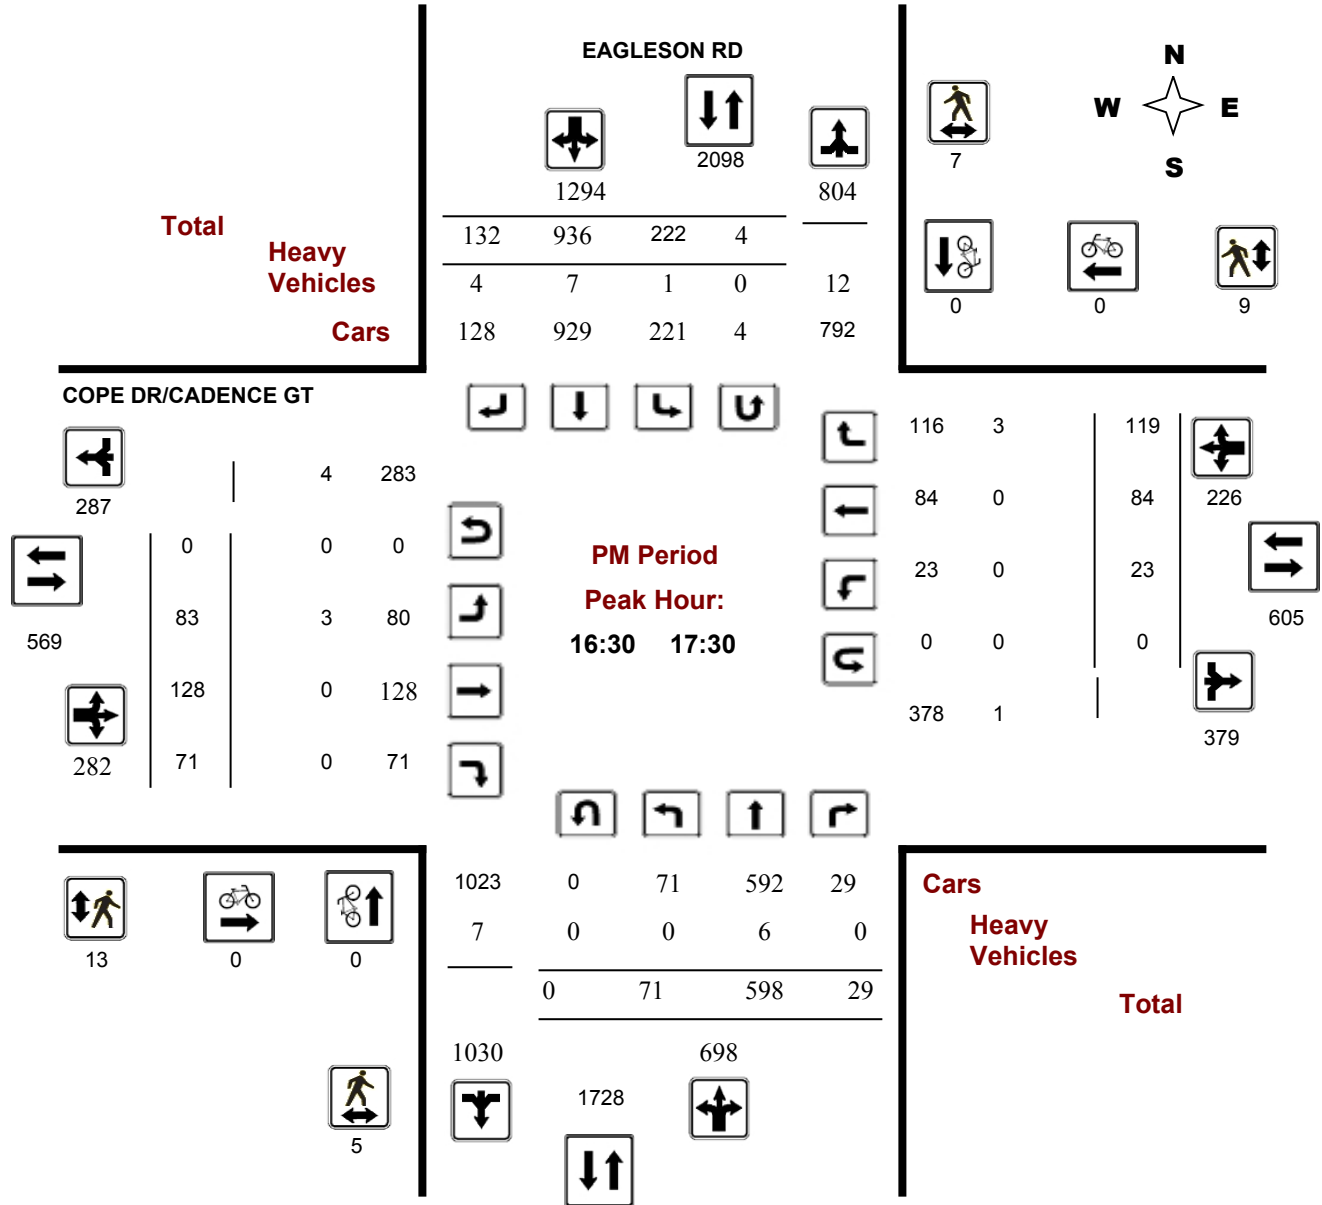 EAGLESON RD
N
W E
S
2098
7
1294
804
Total
132 936 222 4
Heavy
Vehicles
4 7 1 0 12
0 0 9
Cars
128 929 221 4 792
COPE DR/CADENCE GT
116 3 119
4 283
287
84 0 84 226
0 0 0
PM Period
23 0 23
Peak Hour:
83 3 80
605
569
16:30 17:30
0 0 0
128 0 128
378 1
379
282 71 0 71
1023 0 71 592 29
Cars
7 0 0 6 0
Heavy
Vehicles
13 0 0
0 71 598 29
Total
1030 698
1728
5